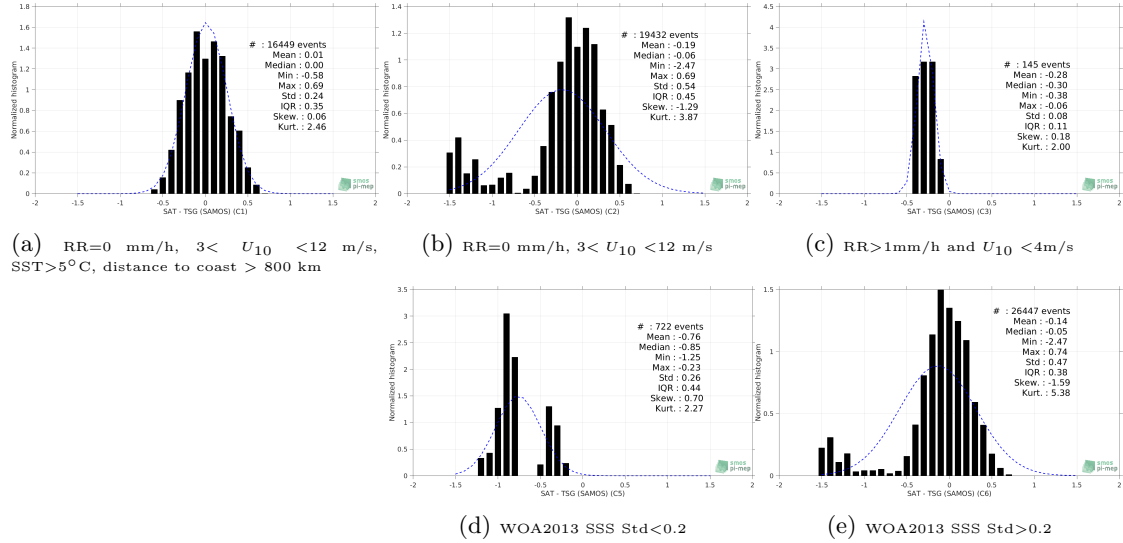 1.8
1.6
1.4
1.2
1
0.8
0.6
0.4
0.2
0
Normalized histogram
# : 16449 events
Mean : 0.01
Median : 0.00
Min : -0.58
Max : 0.69
Std : 0.24
IQR : 0.35
Skew. : 0.06
Kurt. : 2.46
smos
pi-mep
-2 -1.5 -1 -0.5 0 0.5 1 1.5 2
SAT - TSG (SAMOS) (C1)
(a) RR=0 mm/h, 3< U10 <12 m/s,
SST>5°C, distance to coast > 800 km
1.4
1.2
1
0.8
0.6
0.4
0.2
0
Normalized histogram
# : 19432 events
Mean : -0.19
Median : -0.06
Min : -2.47
Max : 0.69
Std : 0.54
IQR : 0.45
Skew. : -1.29
Kurt. : 3.87
smos
pi-mep
-2 -1.5 -1 -0.5 0 0.5 1 1.5 2
SAT - TSG (SAMOS) (C2)
(b) RR=0 mm/h, 3< U10 <12 m/s
4.5
4
3.5
3
2.5
2
1.5
1
0.5
0
Normalized histogram
# : 145 events
Mean : -0.28
Median : -0.30
Min : -0.38
Max : -0.06
Std : 0.08
IQR : 0.11
Skew. : 0.18
Kurt. : 2.00
smos
pi-mep
-2 -1.5 -1 -0.5 0 0.5 1 1.5 2
SAT - TSG (SAMOS) (C3)
(c) RR>1mm/h and U10 <4m/s
3.5
3
2.5
2
1.5
1
0.5
0
Normalized histogram
# : 722 events
Mean : -0.76
Median : -0.85
Min : -1.25
Max : -0.23
Std : 0.26
IQR : 0.44
Skew. : 0.70
Kurt. : 2.27
smos
pi-mep
-2 -1.5 -1 -0.5 0 0.5 1 1.5 2
SAT - TSG (SAMOS) (C5)
(d) WOA2013 SSS Std<0.2
1.5
1
0.5
0
Normalized histogram
# : 26447 events
Mean : -0.14
Median : -0.05
Min : -2.47
Max : 0.74
Std : 0.47
IQR : 0.38
Skew. : -1.59
Kurt. : 5.38
smos
pi-mep
-2 -1.5 -1 -0.5 0 0.5 1 1.5 2
SAT - TSG (SAMOS) (C6)
(e) WOA2013 SSS Std>0.2